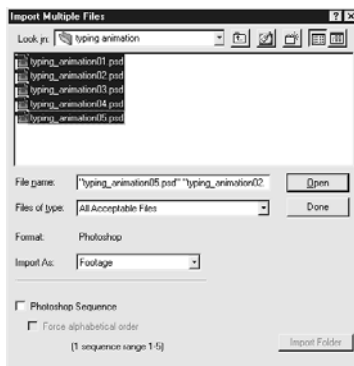 Import Multiple Files
Look in: typing animation
typing_animation01.psd
typing_animation02.psd
typing_animation03.psd
typing_animation04.psd
typing_animation05.psd
File name: "typing_animation05.psd" "typing_animation02. Open
Files of type: All Acceptable Files Done
Format: Photoshop
Import As: Footage
Photoshop Sequence
Force alphabetical order
(1 sequence range 1-5) Import Folder